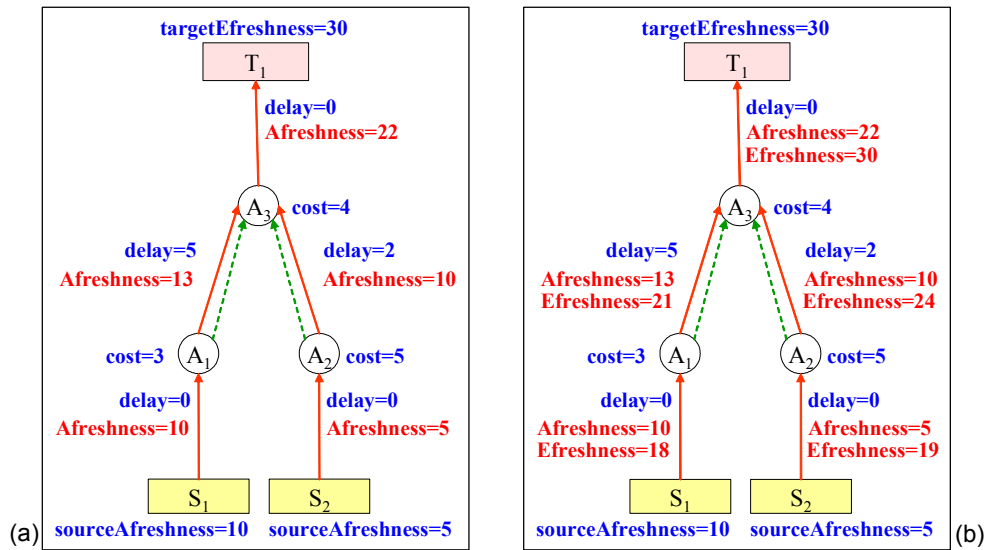 targetEfreshness=30
T1
delay=0
Afreshness=22
A3
cost=4
delay=5
delay=2
Afreshness=13
Afreshness=10
cost=3
A1
A2
cost=5
delay=0
delay=0
Afreshness=10
Afreshness=5
S1
S2
(a)
sourceAfreshness=10
sourceAfreshness=5
targetEfreshness=30
T1
delay=0
Afreshness=22
Efreshness=30
A3
cost=4
delay=5
delay=2
Afreshness=13
Afreshness=10
Efreshness=21
Efreshness=24
cost=3
A1
A2
cost=5
delay=0
delay=0
Afreshness=10
Afreshness=5
Efreshness=18
Efreshness=19
S1
S2
sourceAfreshness=10
sourceAfreshness=5
(b)